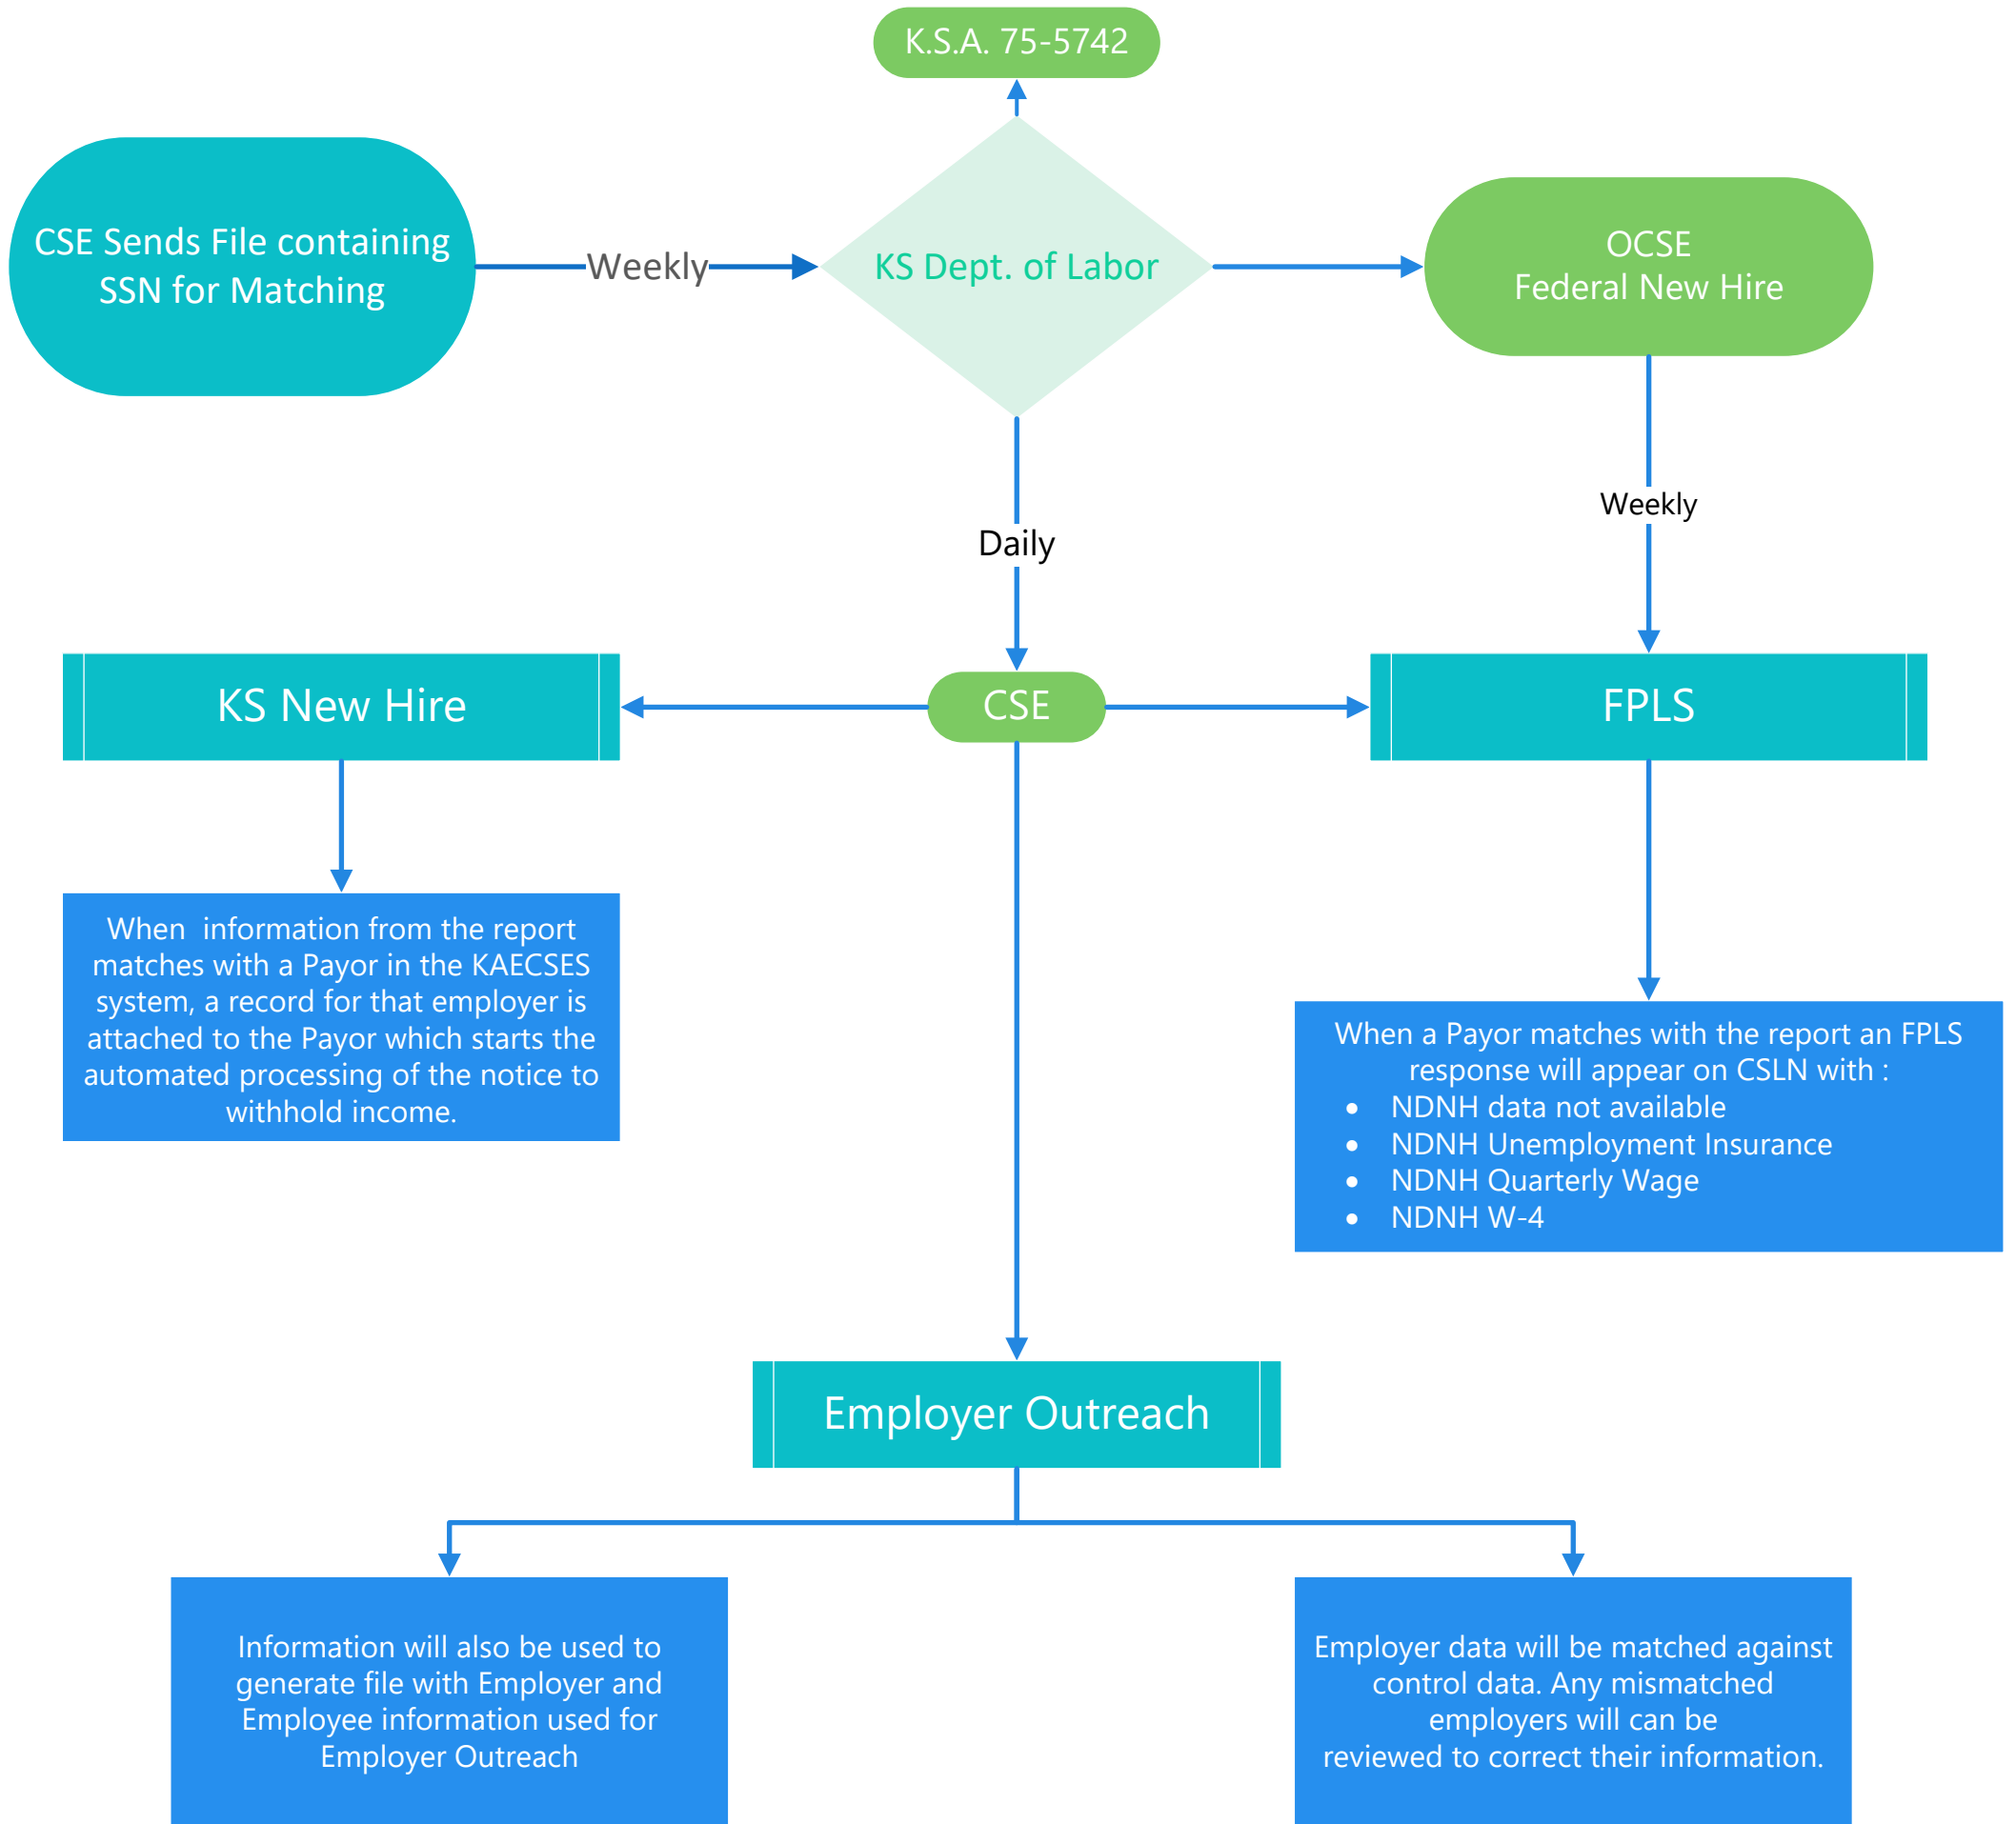 K.S.A. 75-5742
CSE Sends File containing
SSN for Matching
Weekly
KS Dept. of Labor
OCSE
Federal New Hire
Weekly
Daily
KS New Hire
CSE
FPLS
When  information from the report
matches with a Payor in the KAECSES
system, a record for that employer is
attached to the Payor which starts the
automated processing of the notice to
withhold income.
When a Payor matches with the report an FPLS
response will appear on CSLN with :
• NDNH data not available
• NDNH Unemployment Insurance
• NDNH Quarterly Wage
• NDNH W-4
Employer Outreach
Information will also be used to
generate file with Employer and
Employee information used for
Employer Outreach
Employer data will be matched against
control data. Any mismatched
employers will can be
reviewed to correct their information.